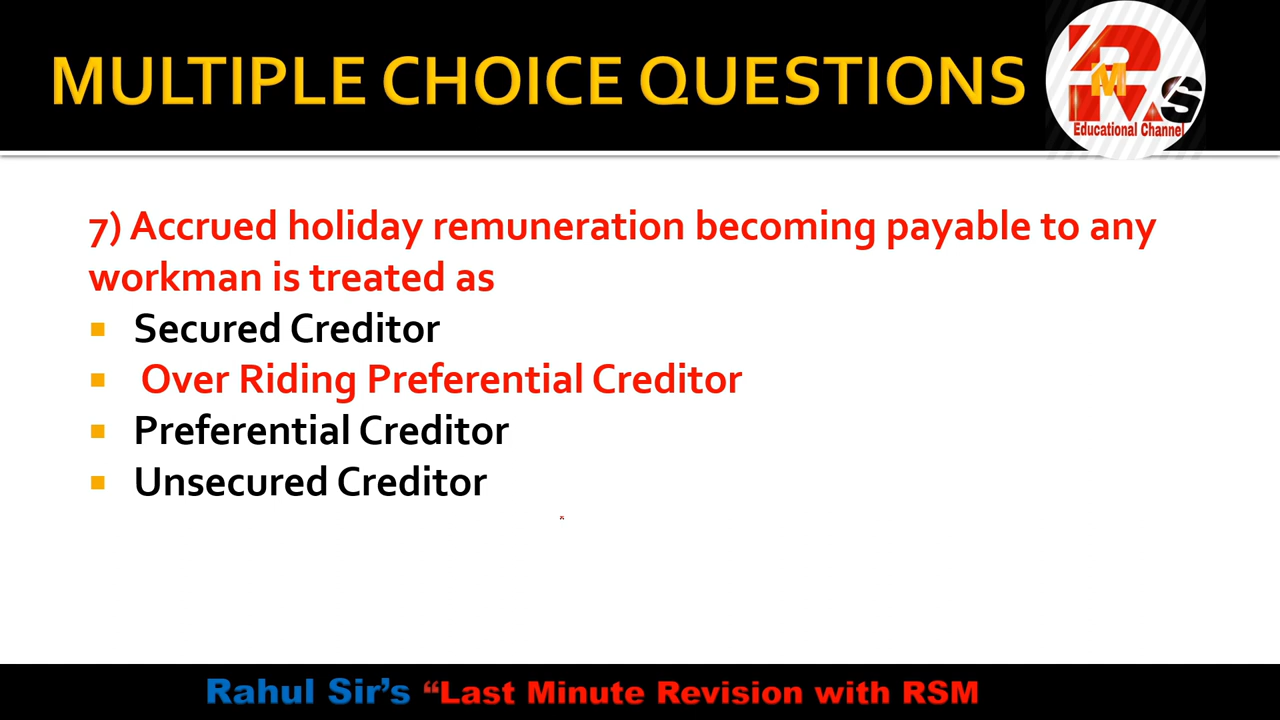 MULTIPLE CHOICE QUESTIONS
RMS
Educational Channel
7) Accrued holiday remuneration becoming payable to any
workman is treated as
Secured Creditor
Over Riding Preferential Creditor
Preferential Creditor
Unsecured Creditor
Rahul Sir's “Last Minute Revision with RSM